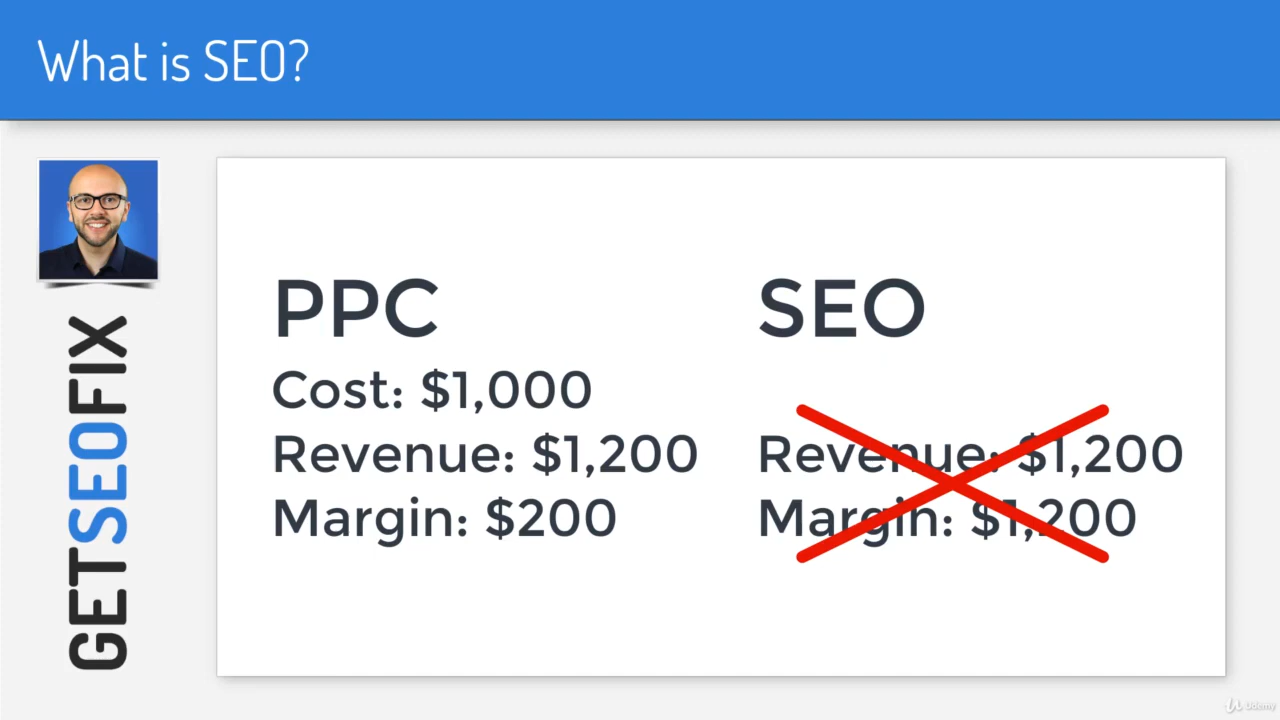 What is SEO?
GETSEOFIX
PPC
Cost: $1,000
Revenue: $1,200
Margin: $200
SEO
Revenue: $1,200
Margin: $1,200
Udemy